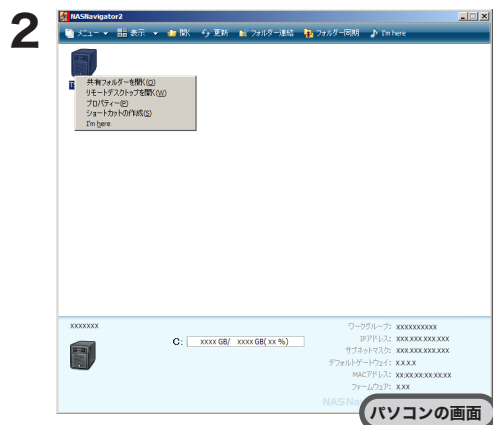 2
NASNavigator2
メニュー 表示 開く 更新 フォルダー連結 フォルダー同期 I'm here
共有フォルダーを開く(O)
リモートデスクトップを開く(W)
プロパティー(P)
ショートカットの作成(S)
I'm here
xxxxxxx
C: xxxx GB/ xxxx GB( xx %)
ワークグループ: xxxxxxxxxx
IPアドレス: xxx.xxx.xxx.xxx
サブネットマスク: xxx.xxx.xxx.xxx
デフォルトゲートウェイ: x.x.x.x
MACアドレス: xx:xx:xx:xx:xx:xx
ファームウェア: x.xx
パソコンの画面